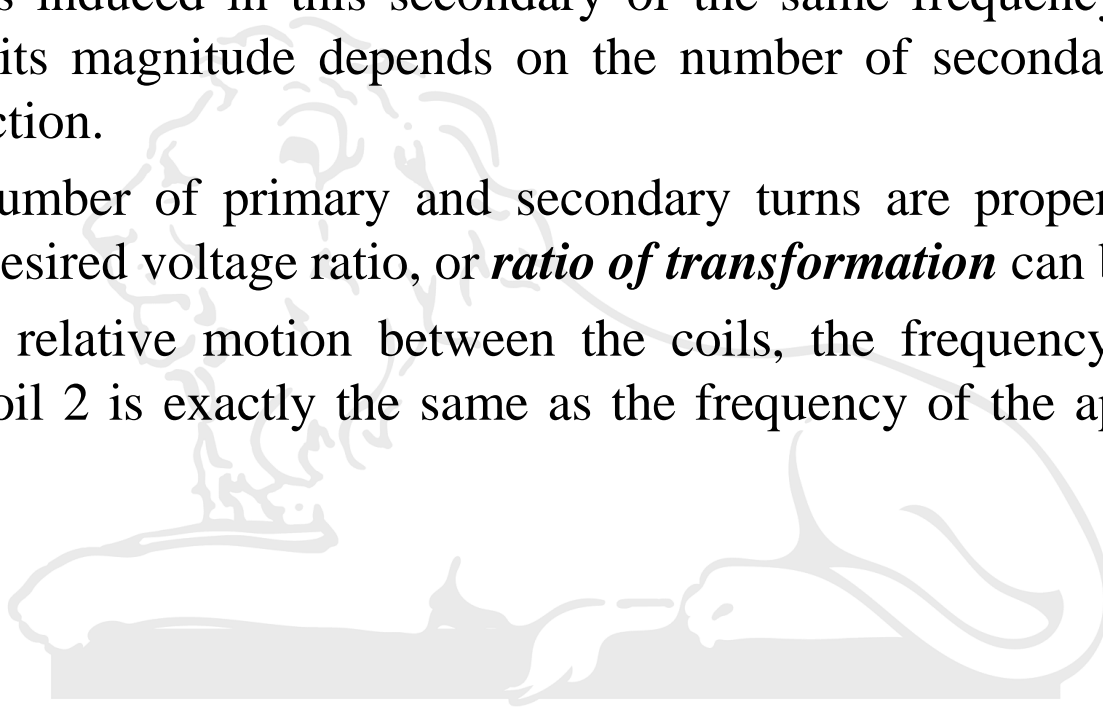 s induced in this secondary of the same frequency
its magnitude depends on the number of seconda
ction.
umber of primary and secondary turns are proper
esired voltage ratio, or ratio of transformation can b
relative motion between the coils, the frequency
oil 2 is exactly the same as the frequency of the ap